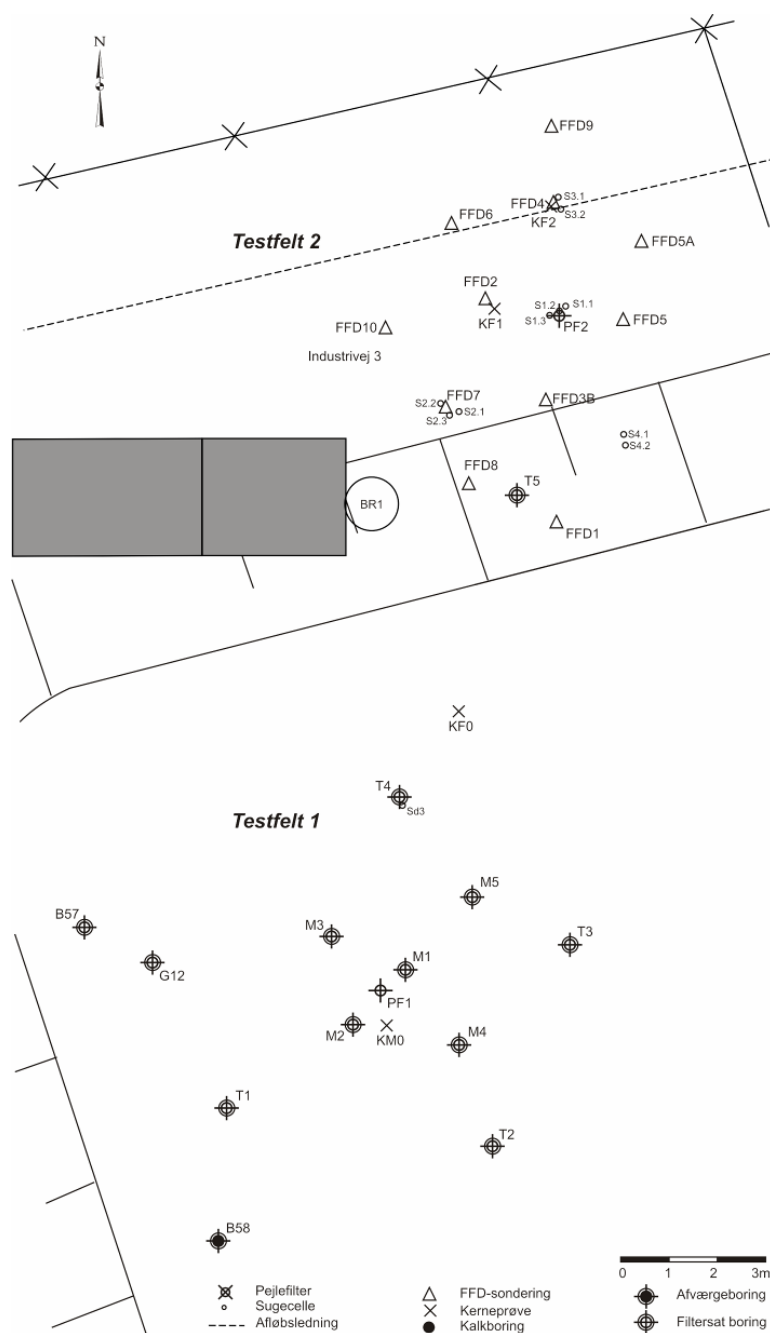 N
FFD9
S3.1
FFD4
S3.2
KF2
FFD6
Testfelt 2
FFD5A
FFD2
S1.2
S1.1
S1.3
KF1
PF2
FFD5
FFD10
Industrivej 3
FFD7
FFD3B
S2.2
S2.1
S2.3
S4.1
S4.2
FFD8
T5
BR1
FFD1
KF0
T4
Sd3
Testfelt 1
M5
B57
M3
T3
G12
M1
PF1
M2
KM0
M4
T1
T2
B58
0 1 2 3m
Pejlefilter
Sugecelle
Afløbsledning
FFD-sondering
Kerneprøve
Kalkboring
Afværgeboring
Filtersat boring